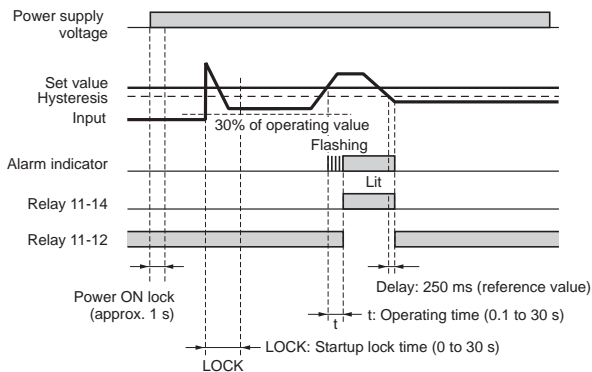 Power supply
voltage
Set value
Hysteresis
Input
30% of operating value
Flashing
Alarm indicator
Lit
Relay 11-14
Relay 11-12
Power ON lock
(approx. 1 s)
Delay: 250 ms (reference value)
t
t: Operating time (0.1 to 30 s)
LOCK: Startup lock time (0 to 30 s)
LOCK